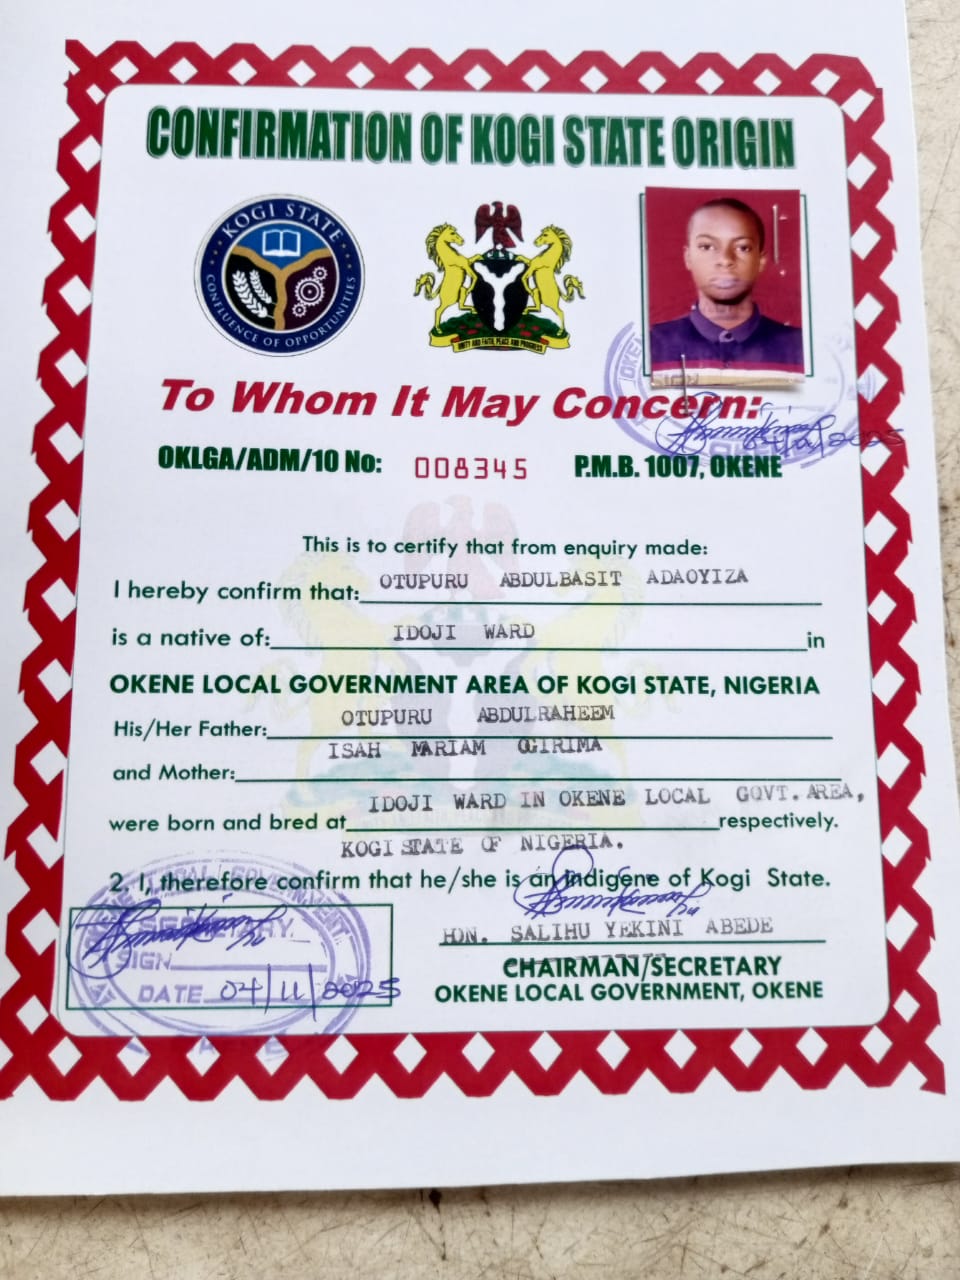 CONFIRMATION OF KOGI STATE ORIGIN
KOGI STATE
CONFLUENCE OF OPPORTUNITIES
UNITY AND FAITH, PEACE AND PROGRESS
To Whom It May Concern:
OKLGA/ADM/10 No: 008345 P.M.B. 1007, OKENE
This is to certify that from enquiry made:
I hereby confirm that: OTUPURU ABDULBASIT ADAOYIZA
is a native of: IDOJI WARD in
OKENE LOCAL GOVERNMENT AREA OF KOGI STATE, NIGERIA
His/Her Father: OTUPURU ABDULRAHEEM
and Mother: ISAH MARIAM OGIRIMA
were born and bred at IDOJI WARD IN OKENE LOCAL GOVT. AREA, respectively.
KOGI STATE OF NIGERIA.
2, I, therefore confirm that he/she is an indigene of Kogi State.
HON. SALIHU YEKINI ABEDE
CHAIRMAN/SECRETARY
OKENE LOCAL GOVERNMENT, OKENE
LOCAL GOVERNMENT
SECRETARY
SIGN
DATE 04/11/2025